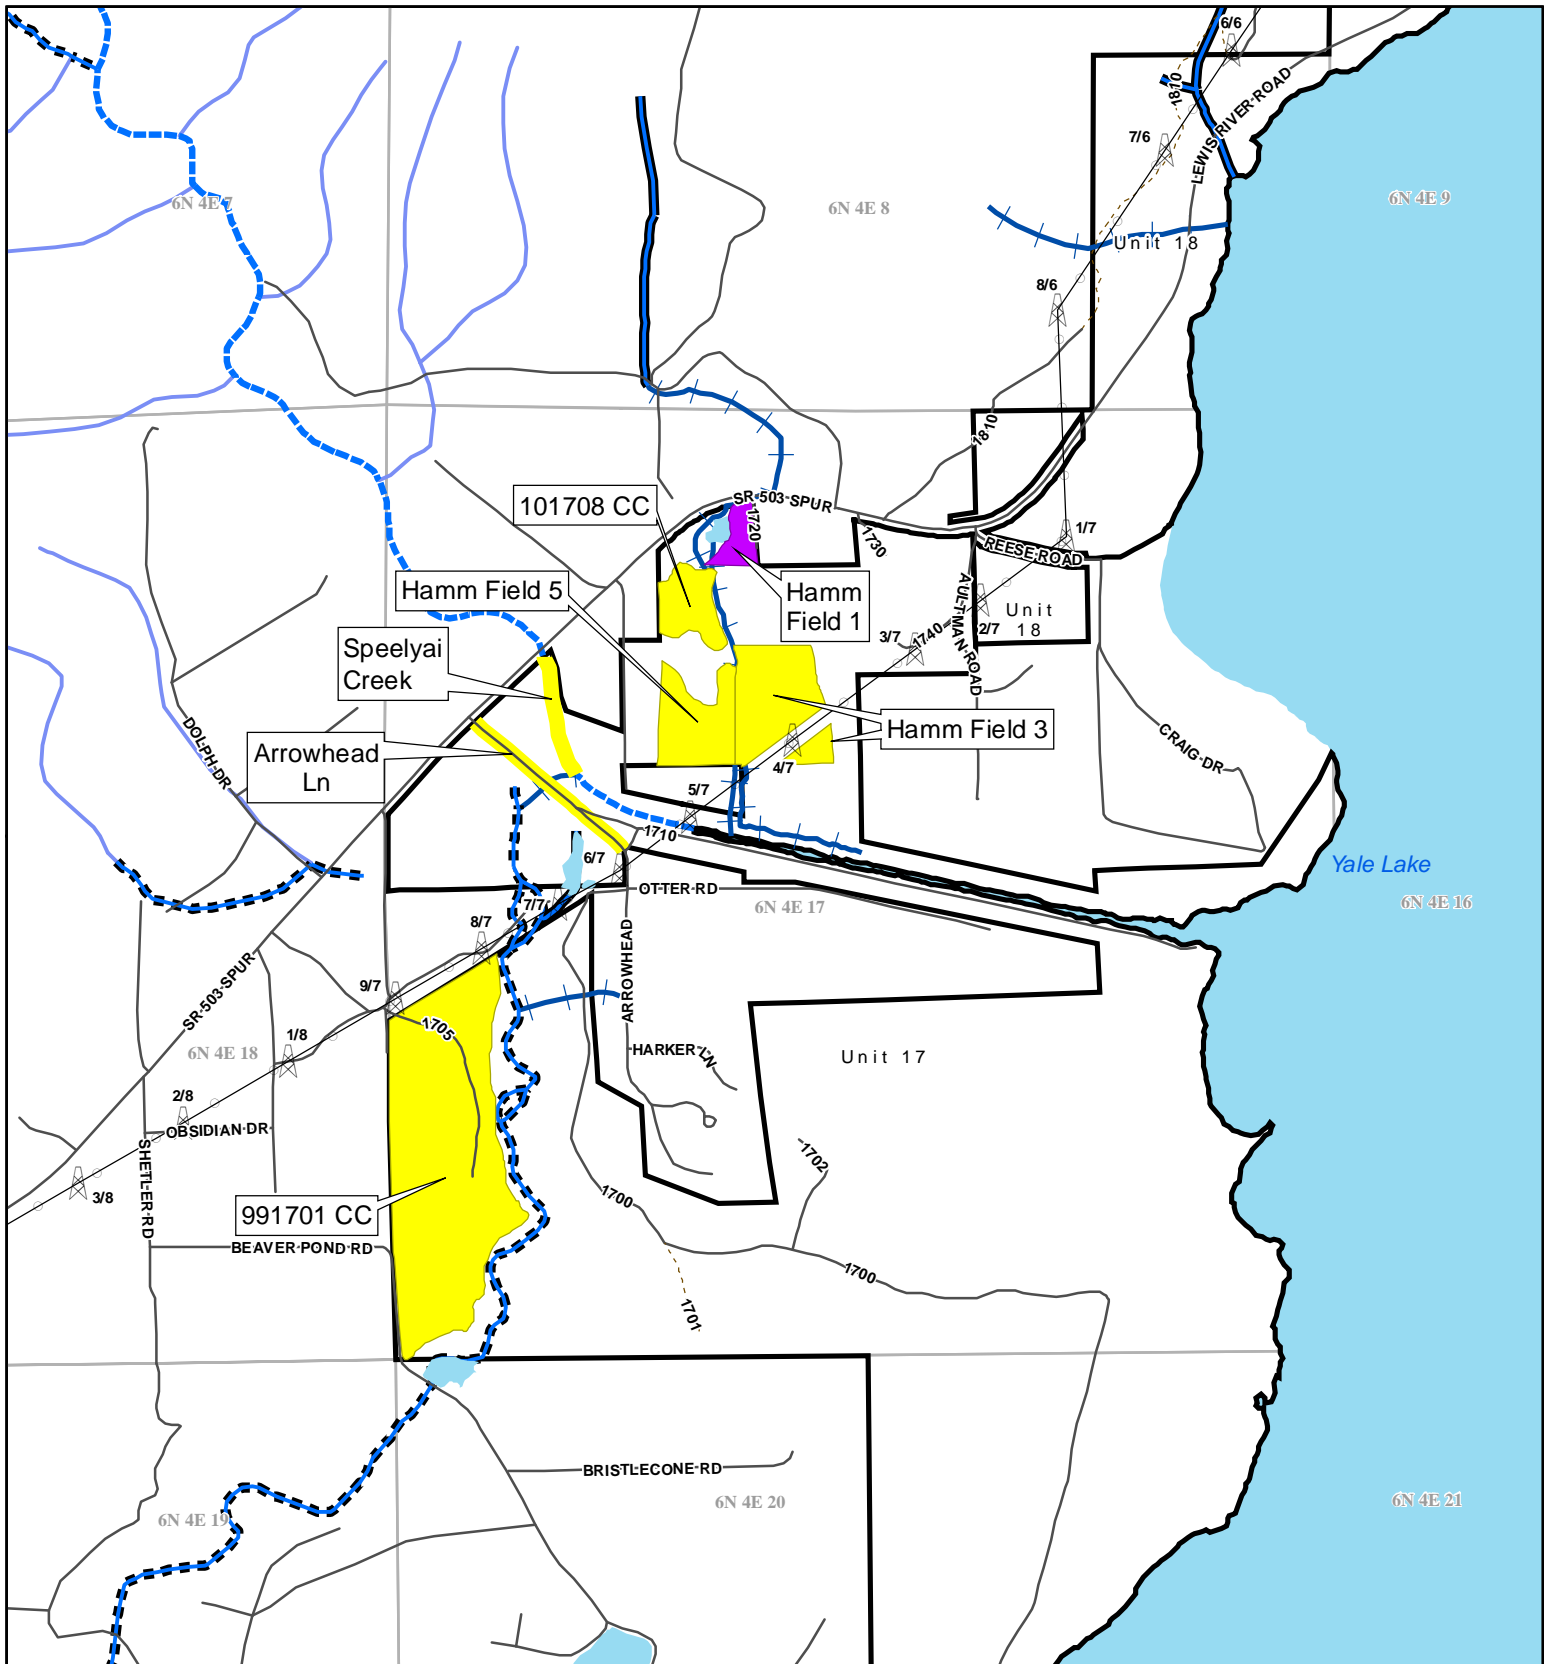 6/6
1810
LEWIS RIVER ROAD
7/6
6N 4E 7
6N 4E 8
6N 4E 9
Unit 18
8/6
1810
101708 CC
SR 503 SPUR
1720
1730
1/7
REESE ROAD
Hamm Field 5
Hamm
Field 1
AULTMAN ROAD
Unit
18
2/7
3/7
1740
Speelyai
Creek
Hamm Field 3
CRAIG DR
DOLPH DR
Arrowhead
Ln
4/7
5/7
1710
6/7
Yale Lake
OTTER RD
7/7
6N 4E 17
6N 4E 16
8/7
ARROWHEAD
SR 503 SPUR
9/7
1705
1/8
6N 4E 18
HARKER LN
Unit 17
2/8
OBSIDIAN DR
SHETLER RD
3/8
1702
1700
991701 CC
BEAVER POND RD
1700
1701
BRISTLECONE RD
6N 4E 20
6N 4E 21
6N 4E 19